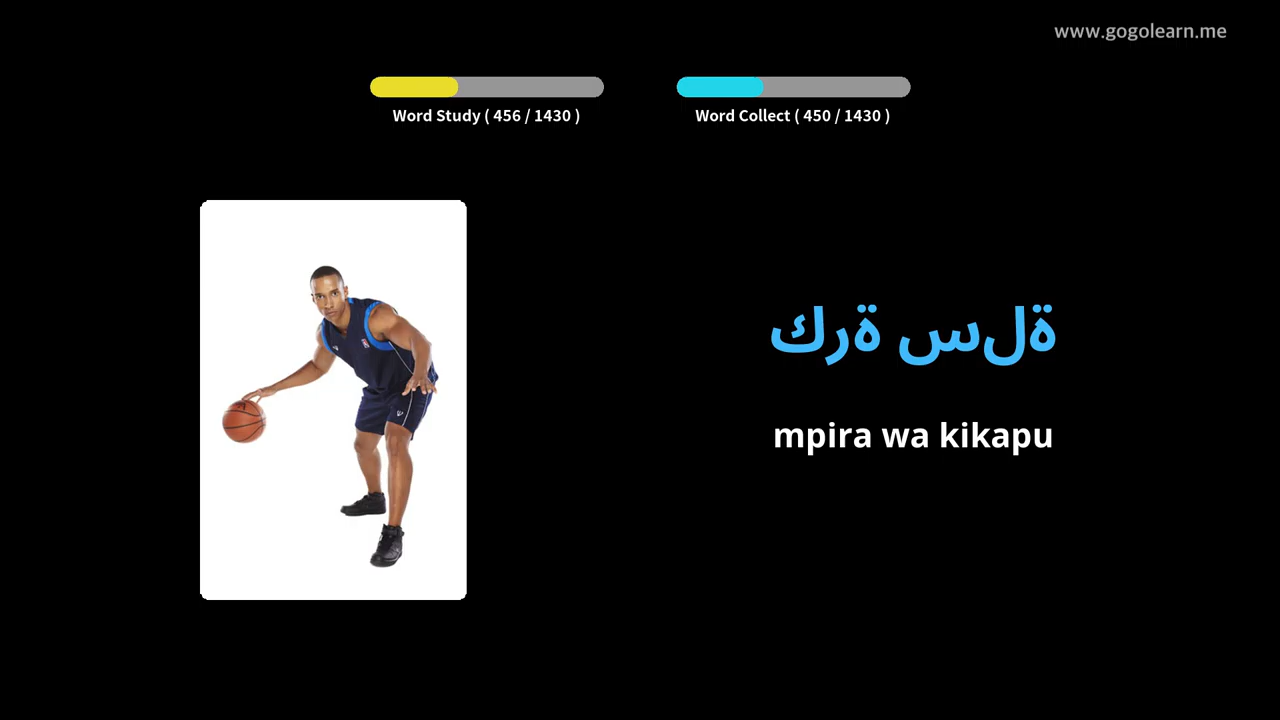 www.gogolearn.me
Word Study ( 456 / 1430 )
Word Collect ( 450 / 1430 )
كرة سلة
mpira wa kikapu